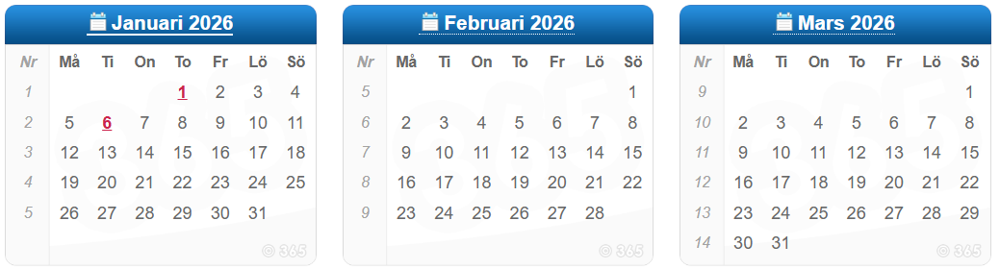 Januari 2026
Nr Må Ti On To Fr Lö Sö
1 1 2 3 4
2 5 6 7 8 9 10 11
3 12 13 14 15 16 17 18
4 19 20 21 22 23 24 25
5 26 27 28 29 30 31
© 365
Februari 2026
Nr Må Ti On To Fr Lö Sö
5 1
6 2 3 4 5 6 7 8
7 9 10 11 12 13 14 15
8 16 17 18 19 20 21 22
9 23 24 25 26 27 28
© 365
Mars 2026
Nr Må Ti On To Fr Lö Sö
9 1
10 2 3 4 5 6 7 8
11 9 10 11 12 13 14 15
12 16 17 18 19 20 21 22
13 23 24 25 26 27 28 29
14 30 31
© 365